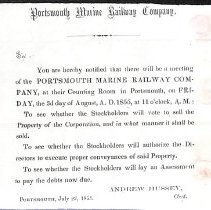 Portsmouth Marine Railway Company.
Sir.
You are hereby notified that there will be a meeting
of the PORTSMOUTH MARINE RAILWAY COM-
PANY, at their Counting Room in Portsmouth, on FRI-
DAY, the 3d day of August, A. D. 1855, at 11 o'clock, A. M.:
To see whether the Stockholders will vote to sell the
Property of the Corporation, and in what manner it shall be
sold.
To see whether the Stockholders will authorize the Di-
rectors to execute proper conveyances of said Property.
To see whether the Stockholders will lay an Assessment
to pay the debts now due.
ANDREW HUSSEY,
Clerk.
Portsmouth, July 1855.